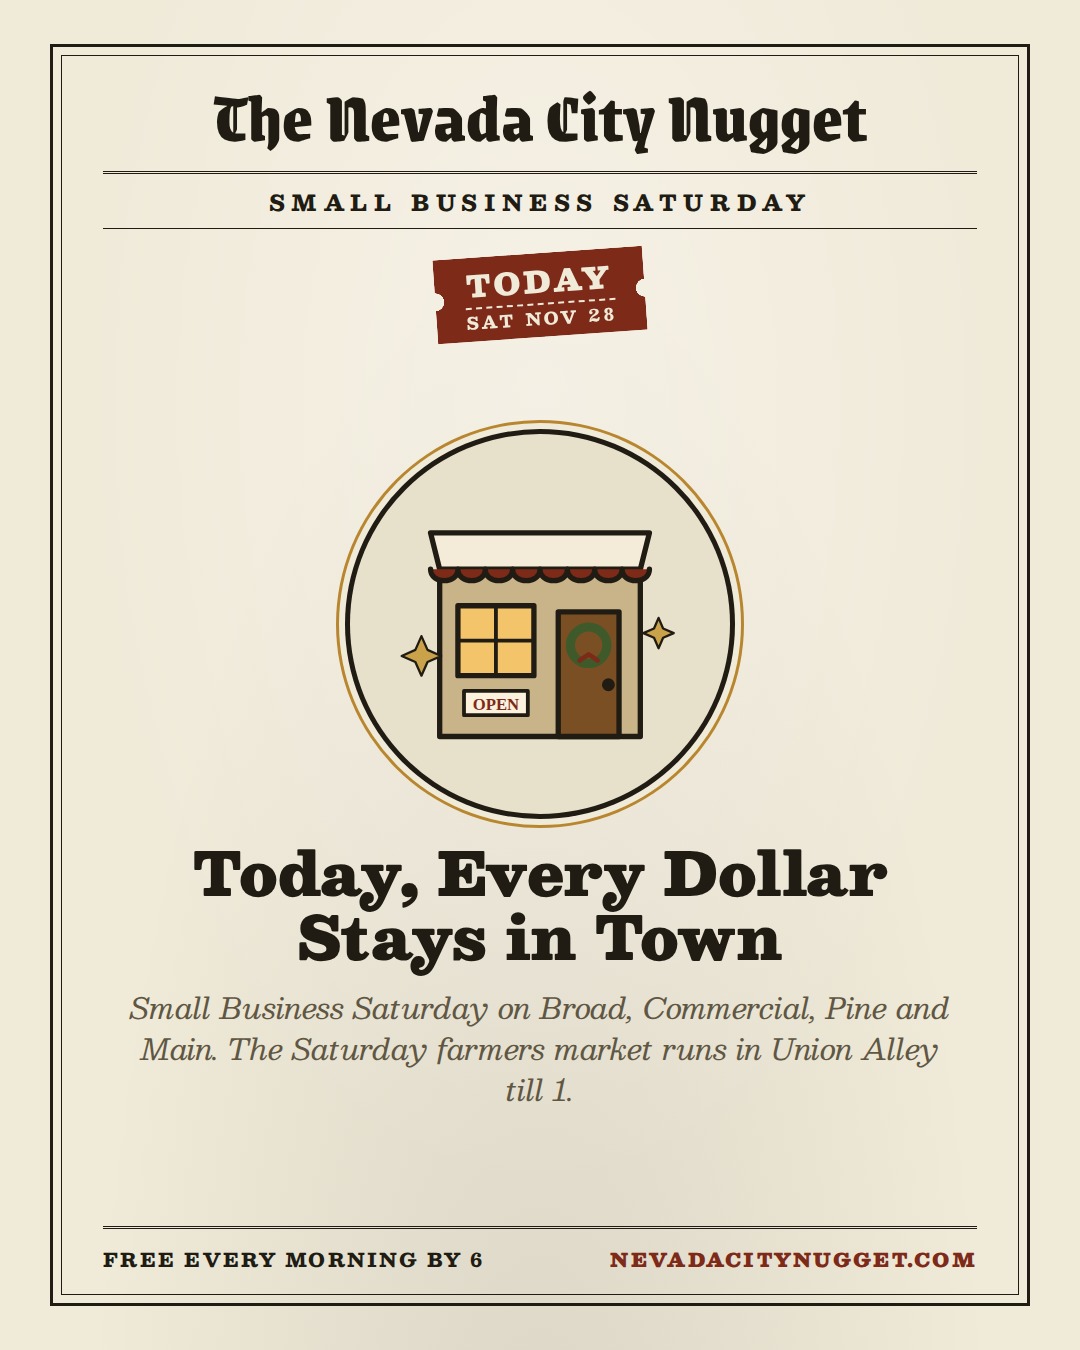 The Nevada City Nugget
SMALL BUSINESS SATURDAY
TODAY
SAT NOV 28
OPEN
Today, Every Dollar
Stays in Town
Small Business Saturday on Broad, Commercial, Pine and
Main. The Saturday farmers market runs in Union Alley
till 1.
FREE EVERY MORNING BY 6
NEVADACITYNUGGET.COM